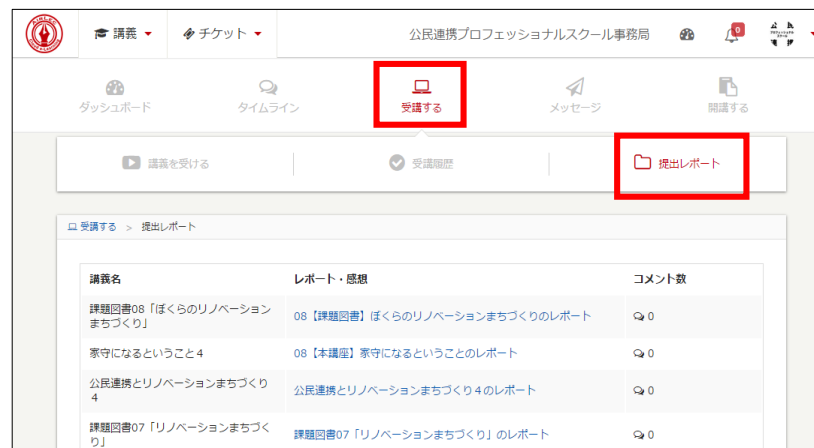 講義 チケット 公民連携プロフェッショナルスクール事務局 0
ダッシュボード タイムライン 受講する メッセージ 開講する
講義を受ける 受講履歴 提出レポート
受講する > 提出レポート
講義名 レポート・感想 コメント数
課題図書08「ぼくらのリノベーション
まちづくり」
08【課題図書】ぼくらのリノベーションまちづくりのレポート 0
家守になるということ4 08【本講座】家守になるということのレポート 0
公民連携とリノベーションまちづくり
4
公民連携とリノベーションまちづくり4のレポート 0
課題図書07「リノベーションまちづく
り」
課題図書07「リノベーションまちづくり」のレポート 0